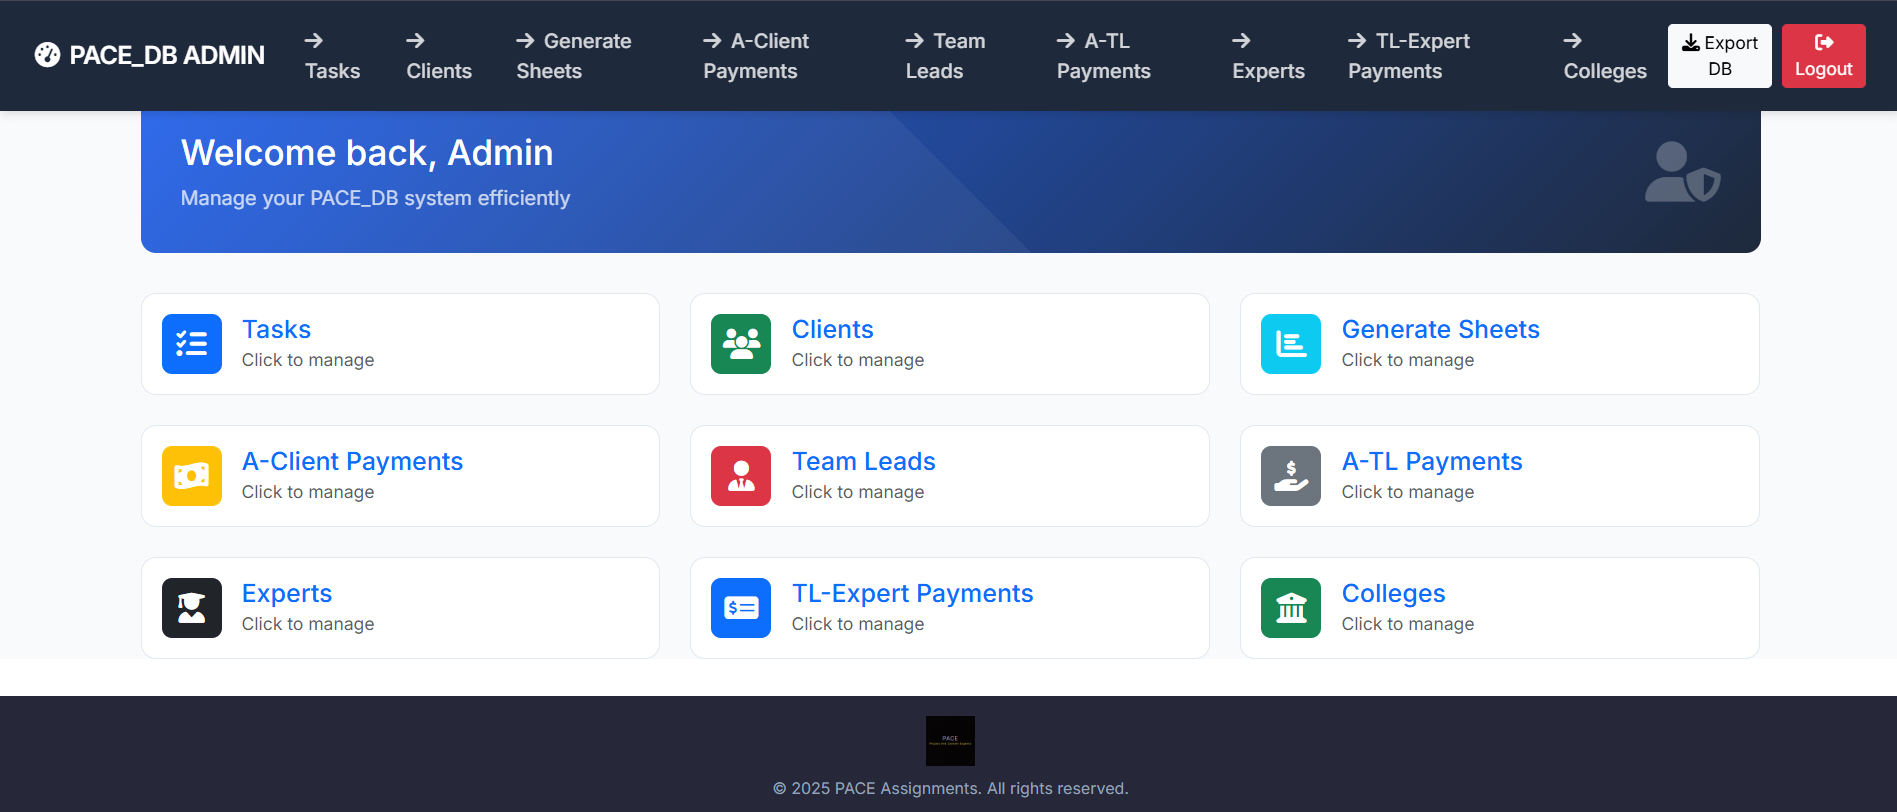 PACE_DB ADMIN
Tasks
Clients
Generate
Sheets
A-Client
Payments
Team
Leads
A-TL
Payments
Experts
TL-Expert
Payments
Colleges
Export
DB
Logout
Welcome back, Admin
Manage your PACE_DB system efficiently
Tasks
Click to manage
Clients
Click to manage
Generate Sheets
Click to manage
A-Client Payments
Click to manage
Team Leads
Click to manage
A-TL Payments
Click to manage
Experts
Click to manage
TL-Expert Payments
Click to manage
Colleges
Click to manage
PACE
© 2025 PACE Assignments. All rights reserved.